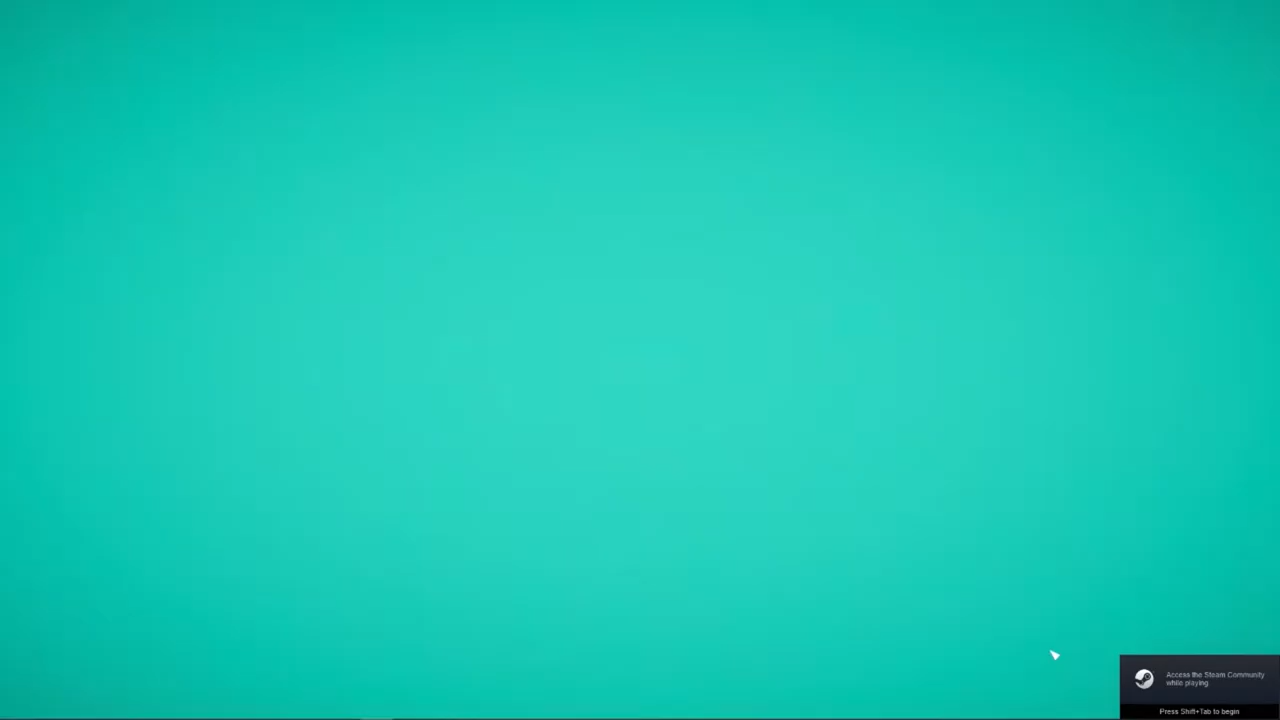 Access the Steam Community
while playing
Press Shift+Tab to begin